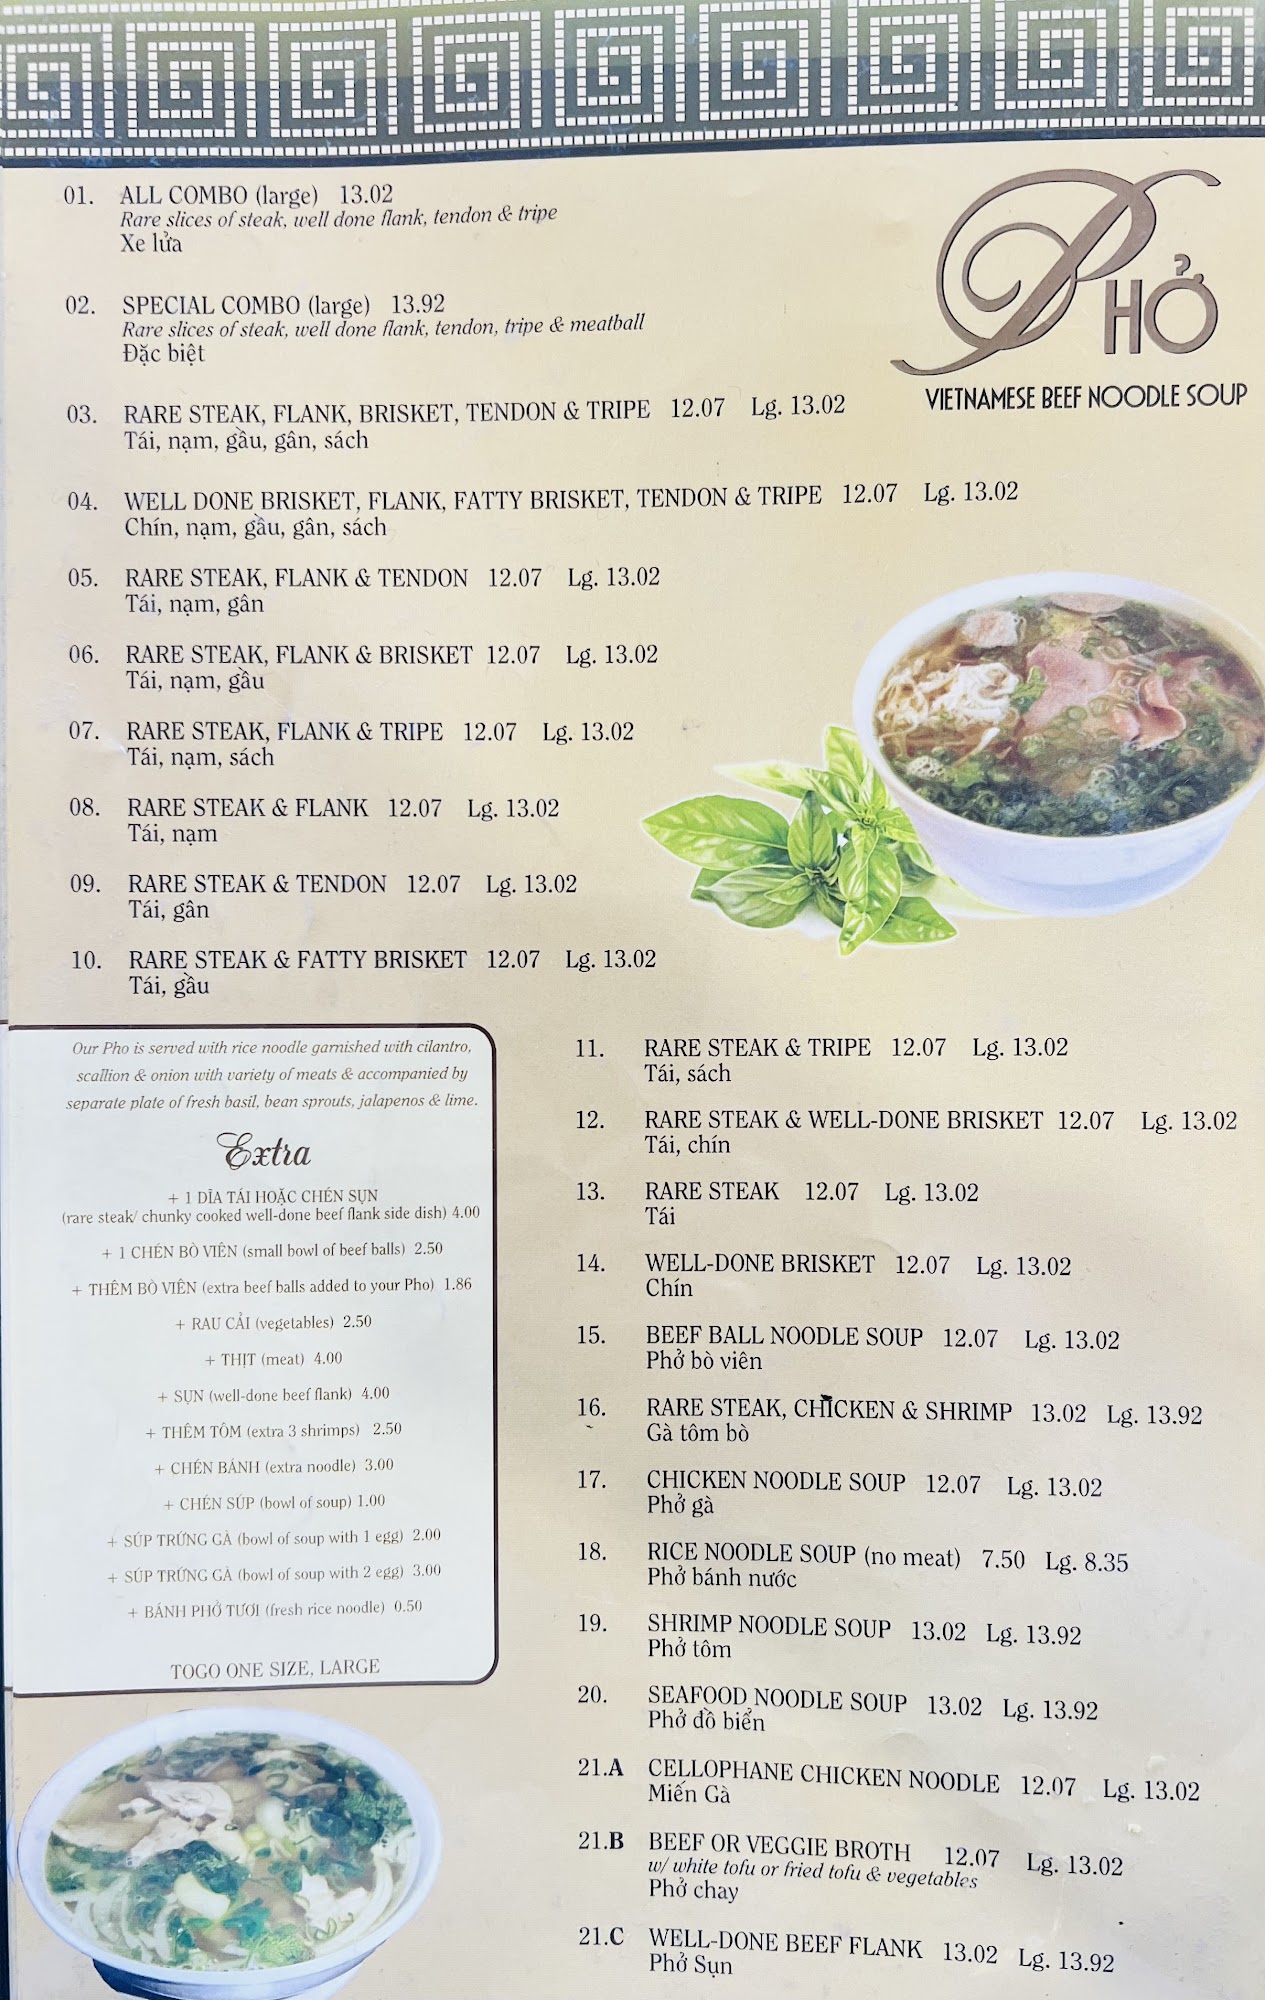 PHỞ
VIETNAMESE BEEF NOODLE SOUP
01. ALL COMBO (large) 13.02
Rare slices of steak, well done flank, tendon & tripe
Xe lửa
02. SPECIAL COMBO (large) 13.92
Rare slices of steak, well done flank, tendon, tripe & meatball
Đặc biệt
03. RARE STEAK, FLANK, BRISKET, TENDON & TRIPE 12.07 Lg. 13.02
Tái, nạm, gầu, gân, sách
04. WELL DONE BRISKET, FLANK, FATTY BRISKET, TENDON & TRIPE 12.07 Lg. 13.02
Chín, nạm, gầu, gân, sách
05. RARE STEAK, FLANK & TENDON 12.07 Lg. 13.02
Tái, nạm, gân
06. RARE STEAK, FLANK & BRISKET 12.07 Lg. 13.02
Tái, nạm, gầu
07. RARE STEAK, FLANK & TRIPE 12.07 Lg. 13.02
Tái, nạm, sách
08. RARE STEAK & FLANK 12.07 Lg. 13.02
Tái, nạm
09. RARE STEAK & TENDON 12.07 Lg. 13.02
Tái, gân
10. RARE STEAK & FATTY BRISKET 12.07 Lg. 13.02
Tái, gầu
Our Pho is served with rice noodle garnished with cilantro,
scallion & onion with variety of meats & accompanied by
separate plate of fresh basil, bean sprouts, jalapenos & lime.
Extra
+ 1 DĨA TÁI HOẶC CHÉN SỤN
(rare steak/ chunky cooked well-done beef flank side dish) 4.00
+ 1 CHÉN BÒ VIÊN (small bowl of beef balls) 2.50
+ THÊM BÒ VIÊN (extra beef balls added to your Pho) 1.86
+ RAU CẢI (vegetables) 2.50
+ THỊT (meat) 4.00
+ SỤN (well-done beef flank) 4.00
+ THÊM TÔM (extra 3 shrimps) 2.50
+ CHÉN BÁNH (extra noodle) 3.00
+ CHÉN SÚP (bowl of soup) 1.00
+ SÚP TRỨNG GÀ (bowl of soup with 1 egg) 2.00
+ SÚP TRỨNG GÀ (bowl of soup with 2 egg) 3.00
+ BÁNH PHỞ TƯƠI (fresh rice noodle) 0.50
TOGO ONE SIZE, LARGE
11. RARE STEAK & TRIPE 12.07 Lg. 13.02
Tái, sách
12. RARE STEAK & WELL-DONE BRISKET 12.07 Lg. 13.02
Tái, chín
13. RARE STEAK 12.07 Lg. 13.02
Tái
14. WELL-DONE BRISKET 12.07 Lg. 13.02
Chín
15. BEEF BALL NOODLE SOUP 12.07 Lg. 13.02
Phở bò viên
16. RARE STEAK, CHICKEN & SHRIMP 13.02 Lg. 13.92
Gà tôm bò
17. CHICKEN NOODLE SOUP 12.07 Lg. 13.02
Phở gà
18. RICE NOODLE SOUP (no meat) 7.50 Lg. 8.35
Phở bánh nước
19. SHRIMP NOODLE SOUP 13.02 Lg. 13.92
Phở tôm
20. SEAFOOD NOODLE SOUP 13.02 Lg. 13.92
Phở đồ biển
21.A CELLOPHANE CHICKEN NOODLE 12.07 Lg. 13.02
Miến Gà
21.B BEEF OR VEGGIE BROTH 12.07 Lg. 13.02
w/ white tofu or fried tofu & vegetables
Phở chay
21.C WELL-DONE BEEF FLANK 13.02 Lg. 13.92
Phở Sụn